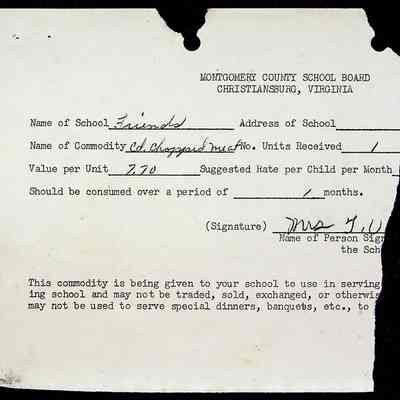 MONTGOMERY COUNTY SCHOOL BOARD
CHRISTIANSBURG, VIRGINIA
Name of School Friends Address of School
Name of Commodity Cd. Chopped meat No. Units Received 1
Value per Unit 7.70 Suggested Rate per Child per Month
Should be consumed over a period of 1 months.
(Signature) Mrs
Name of Person Sig
the Sch
This commodity is being given to your school to use in serving
ing school and may not be traded, sold, exchanged, or otherwis
may not be used to serve special dinners, banquets, etc., to